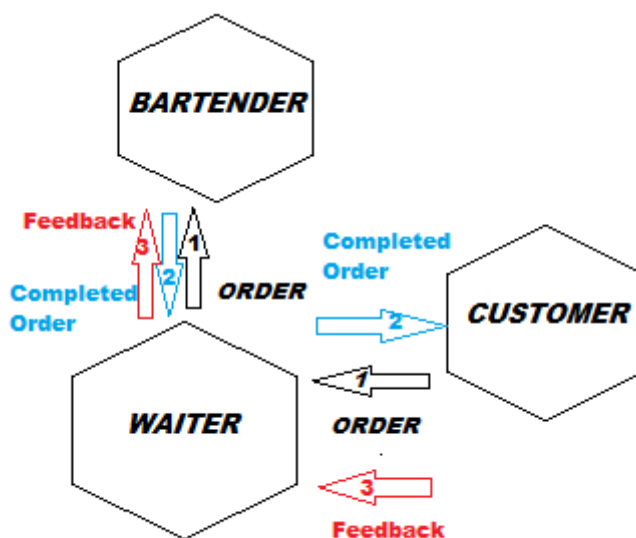 BARTENDER
Feedback
3
2
1
Completed
Order
ORDER
Completed
Order
2
CUSTOMER
1
WAITER
ORDER
3
Feedback